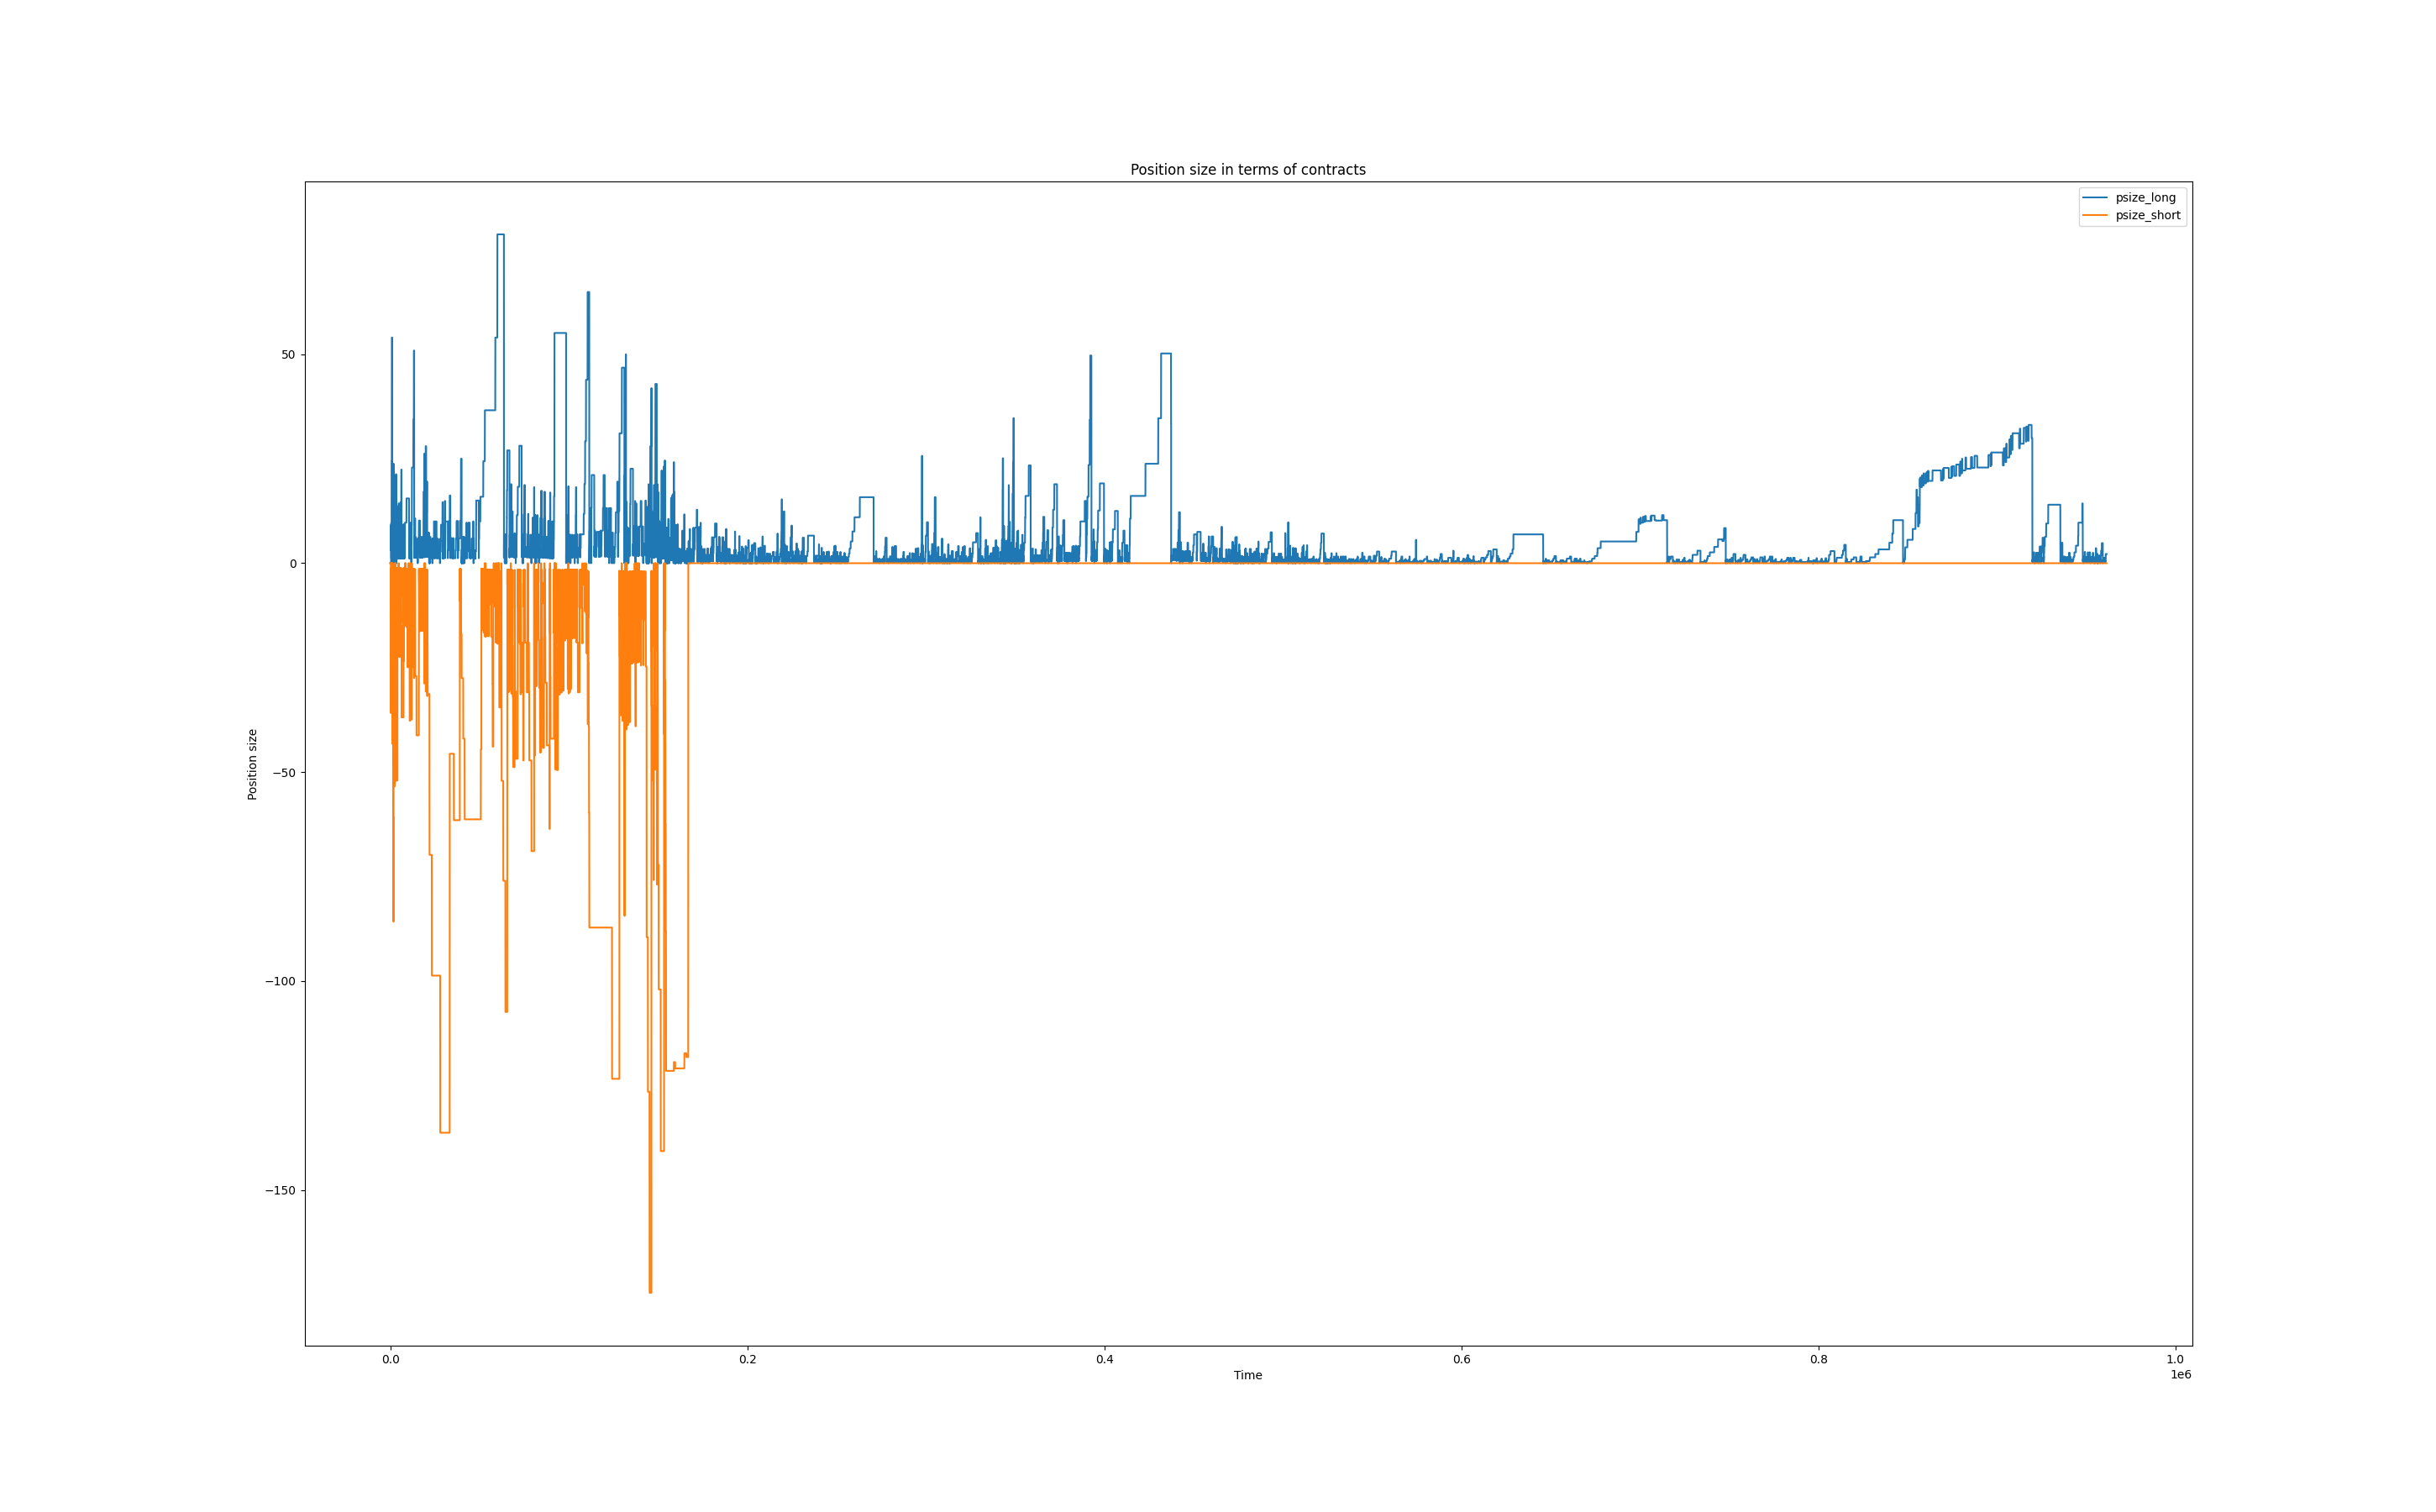 Position size in terms of contracts
psize_long
psize_short
Position size
50
0
−50
−100
−150
0.0
0.2
0.4
0.6
0.8
1.0
1e6
Time